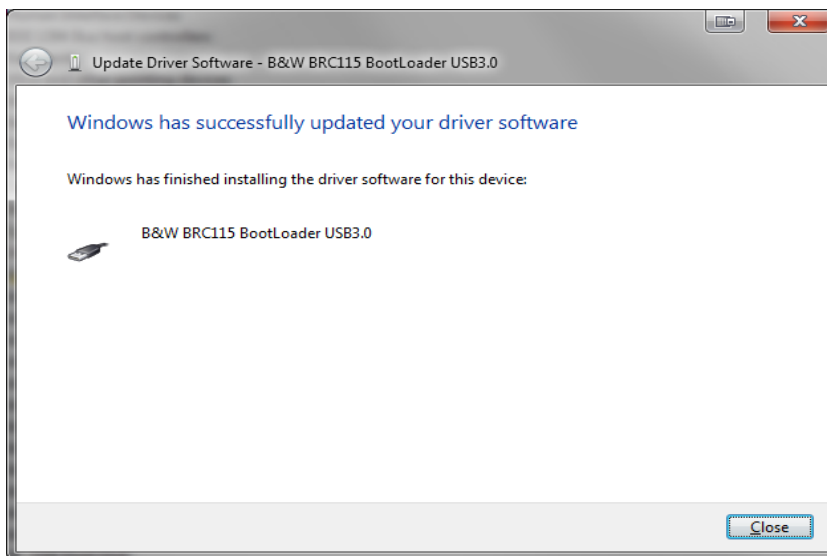 Update Driver Software - B&W BRC115 BootLoader USB3.0
Windows has successfully updated your driver software
Windows has finished installing the driver software for this device:
B&W BRC115 BootLoader USB3.0
Close